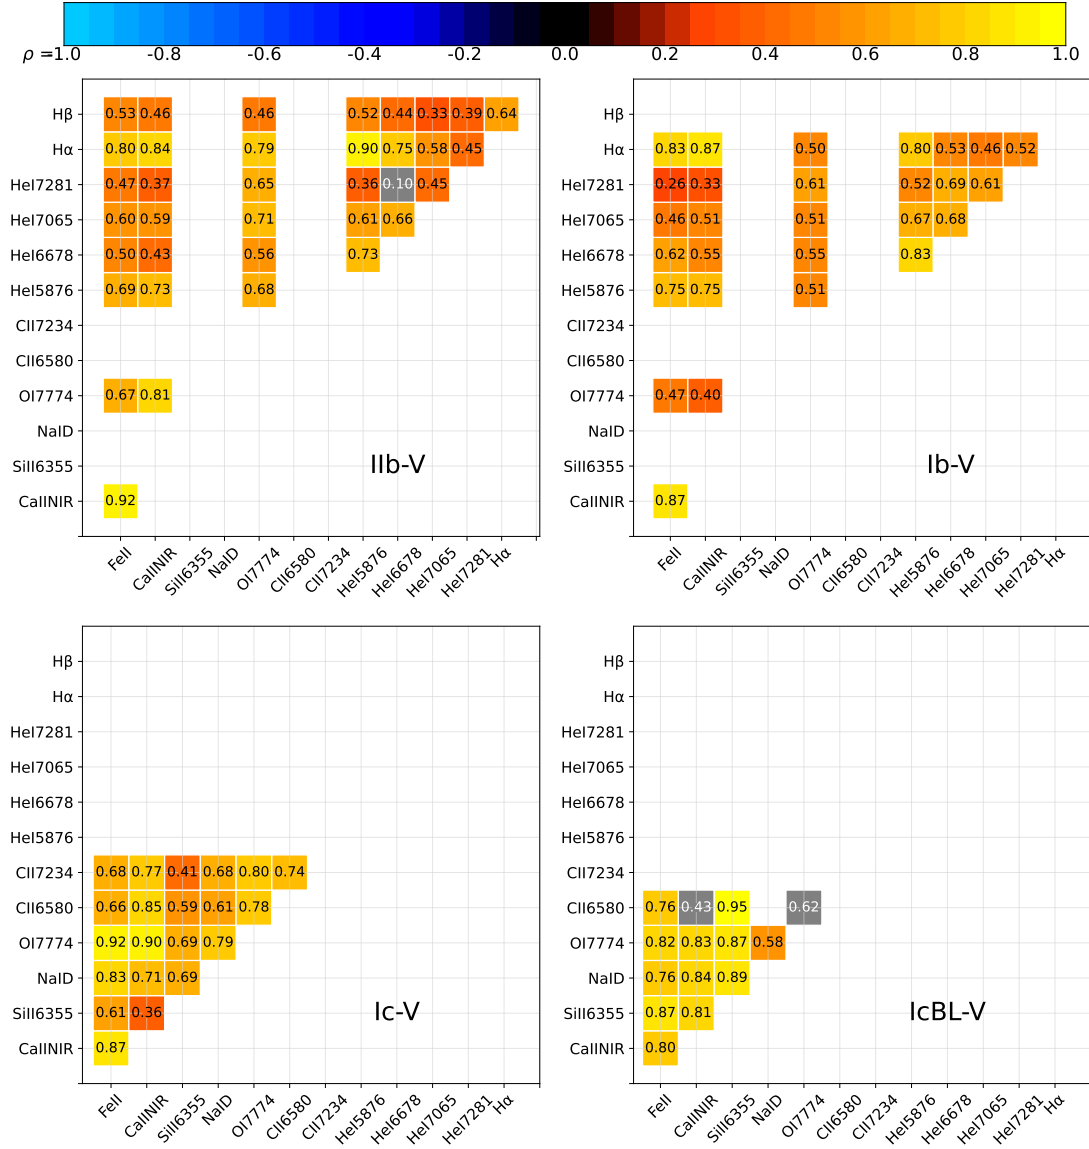 ρ =-1.0 -0.8 -0.6 -0.4 -0.2 0.0 0.2 0.4 0.6 0.8 1.0
Hβ 0.53 0.46 0.46 0.52 0.44 0.33 0.39 0.64
Hα 0.80 0.84 0.79 0.90 0.75 0.58 0.45
HeI7281 0.47 0.37 0.65 0.36 0.10 0.45
HeI7065 0.60 0.59 0.71 0.61 0.66
HeI6678 0.50 0.43 0.56 0.73
HeI5876 0.69 0.73 0.68
CII7234
CII6580
OI7774 0.67 0.81
NaID
SiII6355
IIb-V
CaIINIR 0.92
FeII CaIINIR SiII6355 NaID OI7774 CII6580 CII7234 HeI5876 HeI6678 HeI7065 HeI7281 Hα
Hβ
Hα 0.83 0.87 0.50 0.80 0.53 0.46 0.52
HeI7281 0.26 0.33 0.61 0.52 0.69 0.61
HeI7065 0.46 0.51 0.51 0.67 0.68
HeI6678 0.62 0.55 0.55 0.83
HeI5876 0.75 0.75 0.51
CII7234
CII6580
OI7774 0.47 0.40
NaID
SiII6355
Ib-V
CaIINIR 0.87
FeII CaIINIR SiII6355 NaID OI7774 CII6580 CII7234 HeI5876 HeI6678 HeI7065 HeI7281 Hα
Hβ
Hα
HeI7281
HeI7065
HeI6678
HeI5876
CII7234 0.68 0.77 0.41 0.68 0.80 0.74
CII6580 0.66 0.85 0.59 0.61 0.78
OI7774 0.92 0.90 0.69 0.79
NaID 0.83 0.71 0.69
SiII6355 0.61 0.36
Ic-V
CaIINIR 0.87
FeII CaIINIR SiII6355 NaID OI7774 CII6580 CII7234 HeI5876 HeI6678 HeI7065 HeI7281 Hα
Hβ
Hα
HeI7281
HeI7065
HeI6678
HeI5876
CII7234
CII6580 0.76 0.43 0.95 0.62
OI7774 0.82 0.83 0.87 0.58
NaID 0.76 0.84 0.89
SiII6355 0.87 0.81
IcBL-V
CaIINIR 0.80
FeII CaIINIR SiII6355 NaID OI7774 CII6580 CII7234 HeI5876 HeI6678 HeI7065 HeI7281 Hα